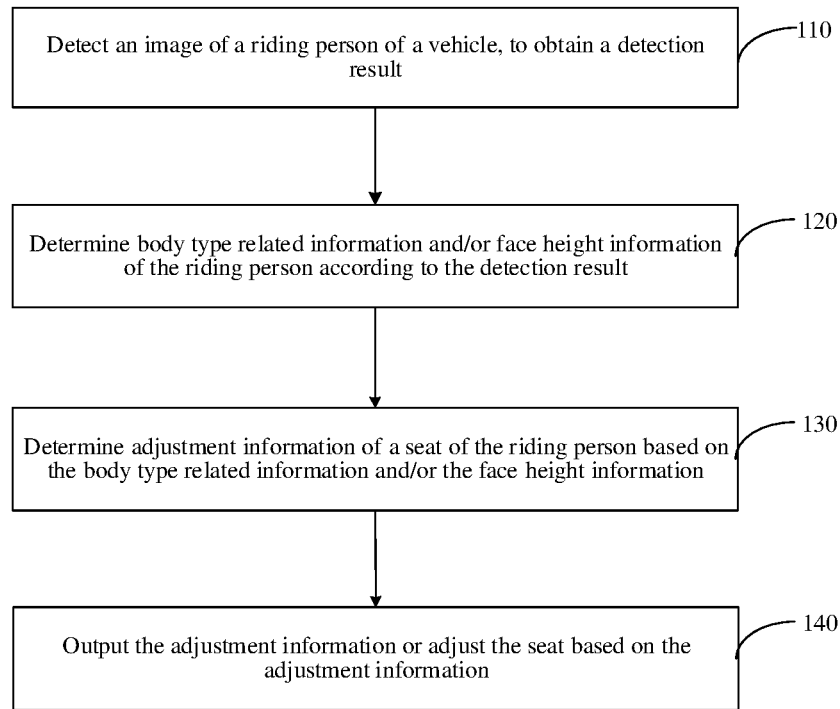 Detect an image of a riding person of a vehicle, to obtain a detection
result
110
Determine body type related information and/or face height information
of the riding person according to the detection result
120
Determine adjustment information of a seat of the riding person based on
the body type related information and/or the face height information
130
Output the adjustment information or adjust the seat based on the
adjustment information
140